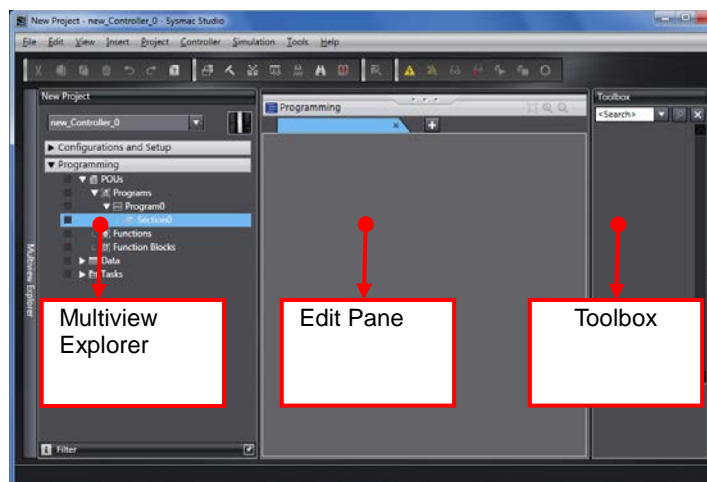 New Project - new_Controller_0 - Sysmac Studio
File Edit View Insert Project Controller Simulation Tools Help
New Project
new_Controller_0
Configurations and Setup
Programming
POUs
Programs
Program0
Section0
Functions
Function Blocks
Data
Tasks
Filter
Multiview Explorer
Programming
Toolbox
<Search>
Multiview
Explorer
Edit Pane
Toolbox